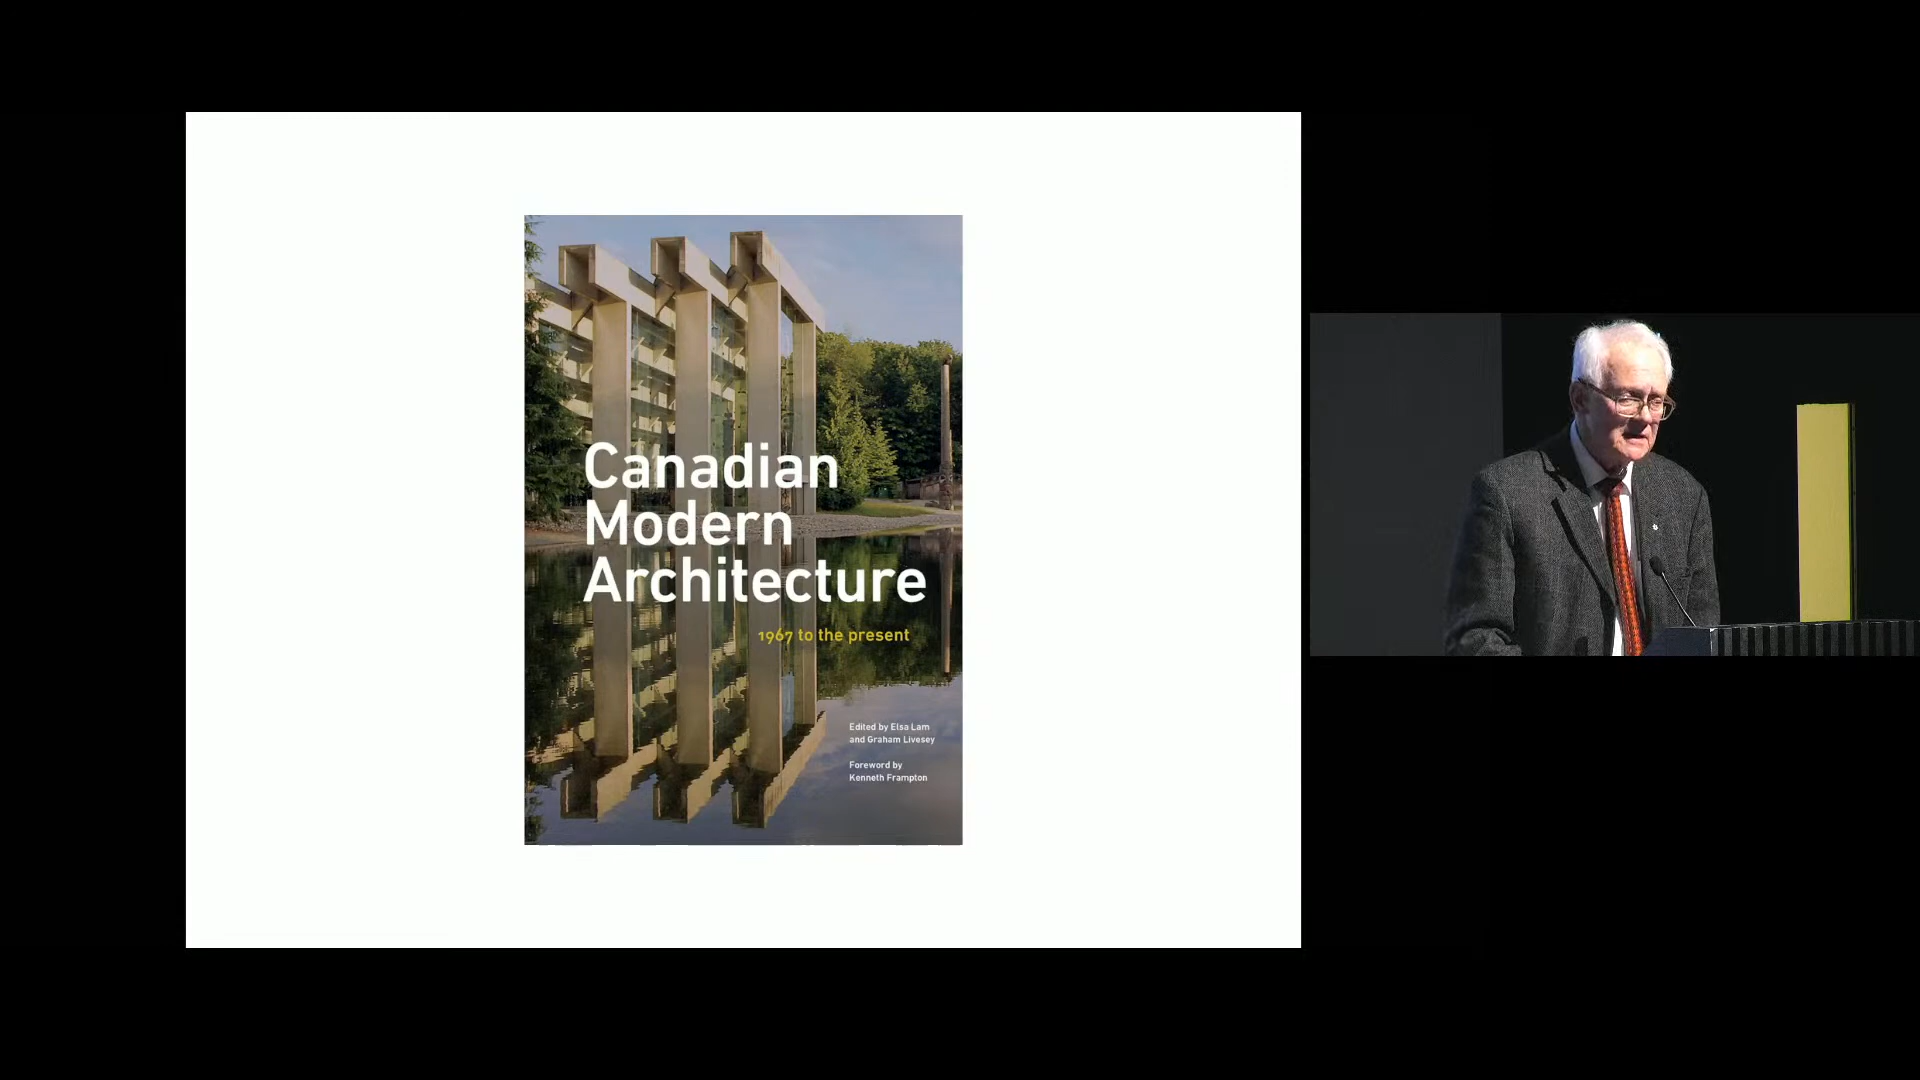 Canadian
Modern
Architecture
1967 to the present
Edited by Elsa Lam
and Graham Livesey
Foreword by
Kenneth Frampton